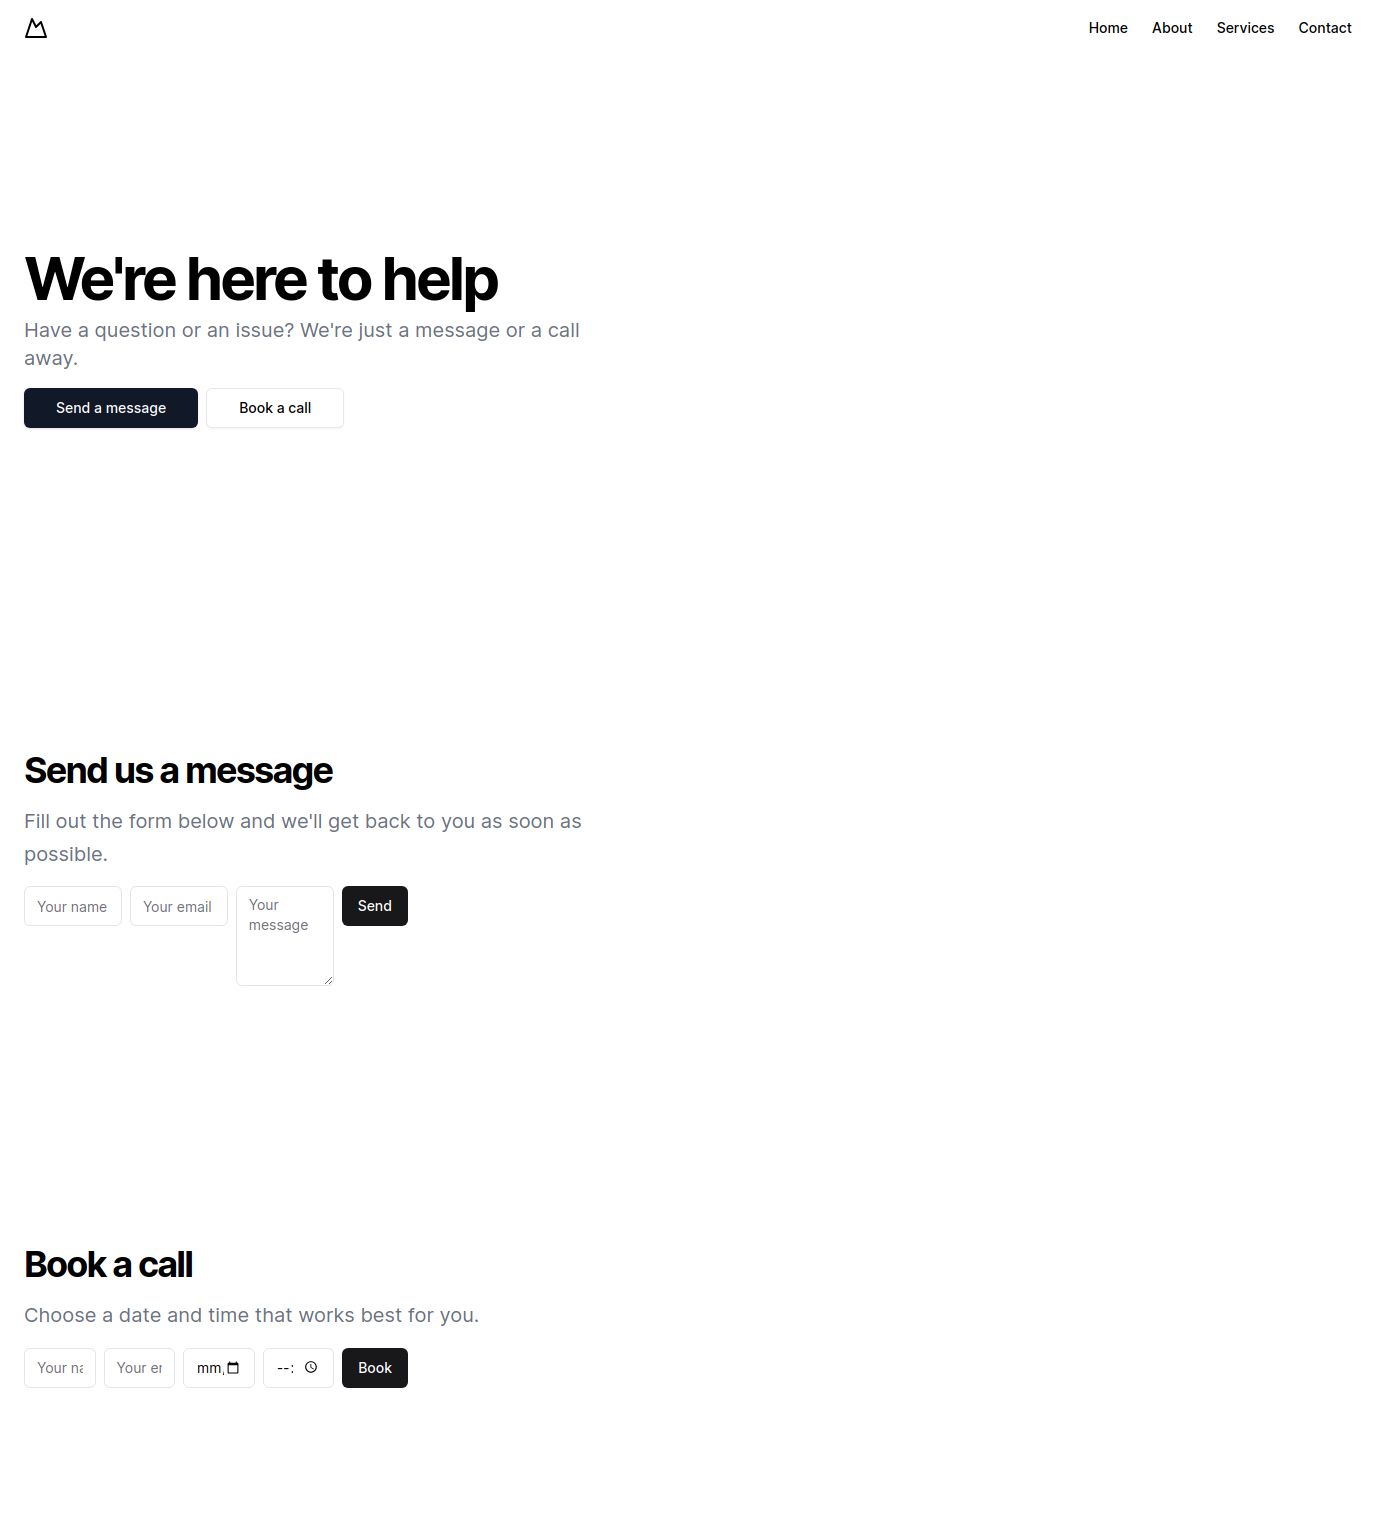 Home About Services Contact
We're here to help
Have a question or an issue? We're just a message or a call
away.
Send a message Book a call
Send us a message
Fill out the form below and we'll get back to you as soon as
possible.
Your name Your email Your
message
Send
Book a call
Choose a date and time that works best for you.
Your na Your er mm/ --: Book